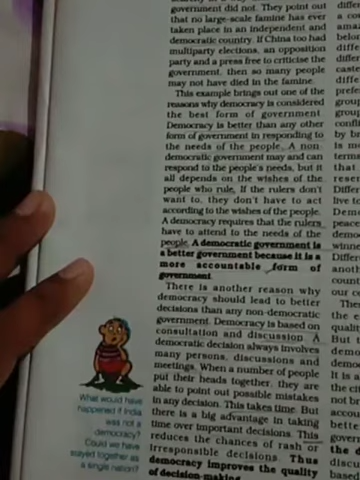 government did not. They point out
that no large-scale famine has ever
taken place in an independent and
democratic country. If China too had
multiparty elections, an opposition
party and a press free to criticise the
government, then so many people
may not have died in the famine.
This example brings out one of the
reasons why democracy is considered
the best form of government.
Democracy is better than any other
form of government in responding to
the needs of the people. A non-
democratic government may and can
respond to the people's needs, but it
all depends on the wishes of the
people who rule. If the rulers don't
want to, they don't have to act
according to the wishes of the people.
A democracy requires that the rulers
have to attend to the needs of the
people. A democratic government is
a better government because it is a
more accountable form of
government.
There is another reason why
democracy should lead to better
decisions than any non-democratic
government. Democracy is based on
consultation and discussion. A
democratic decision always involves
many persons, discussions and
meetings. When a number of people
put their heads together, they are
able to point out possible mistakes
in any decision. This takes time. But
there is a big advantage in taking
time over important decisions. This
reduces the chances of rash or
irresponsible decisions. Thus
democracy improves the quality
of decision-making
What would have
happened if India
was not a
democracy?
Could we have
stayed together as
a single nation?